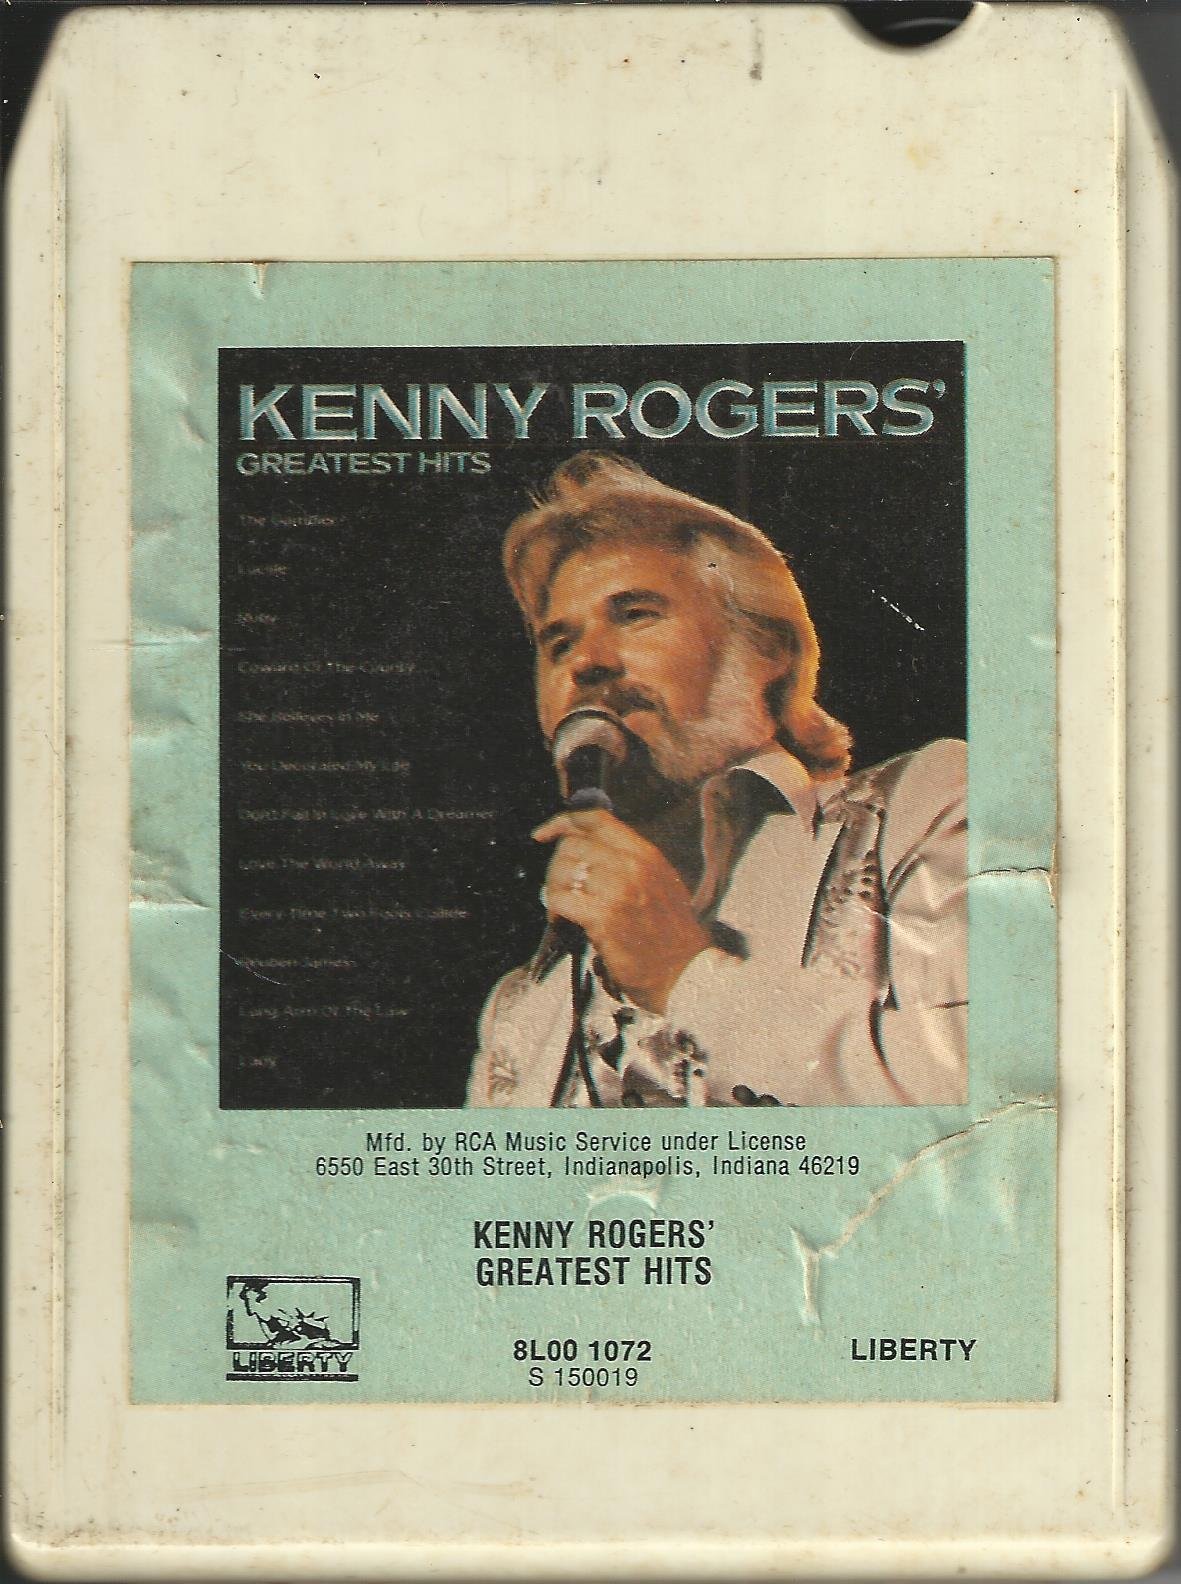 KENNY ROGERS'
GREATEST HITS
The Gambler
Lucille
Ruby
Coward Of The County
She Believes In Me
You Decorated My Life
Don't Fall In Love With A Dreamer
Love The World Away
Every Time Two Fools Collide
Reuben James
Long Arm Of The Law
Lady
Mfd. by RCA Music Service under License
6550 East 30th Street, Indianapolis, Indiana 46219
KENNY ROGERS'
GREATEST HITS
LIBERTY
8L00 1072
S 150019
LIBERTY